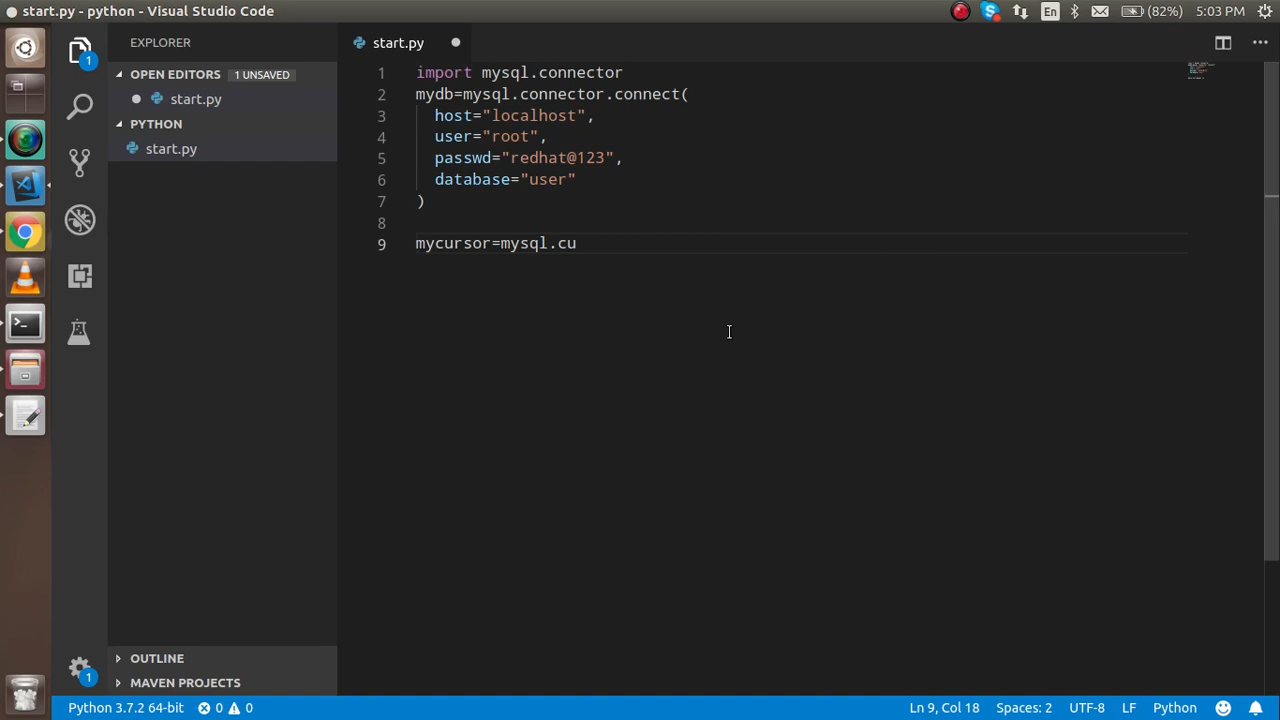 start.py - python - Visual Studio Code
En
(82%)
5:03 PM
EXPLORER
OPEN EDITORS
1 UNSAVED
start.py
PYTHON
start.py
OUTLINE
MAVEN PROJECTS
1
1
start.py
1 import mysql.connector
2 mydb=mysql.connector.connect(
3 host="localhost",
4 user="root",
5 passwd="redhat@123",
6 database="user"
7 )
8
9 mycursor=mysql.cu
Python 3.7.2 64-bit
0
0
Ln 9, Col 18
Spaces: 2
UTF-8
LF
Python